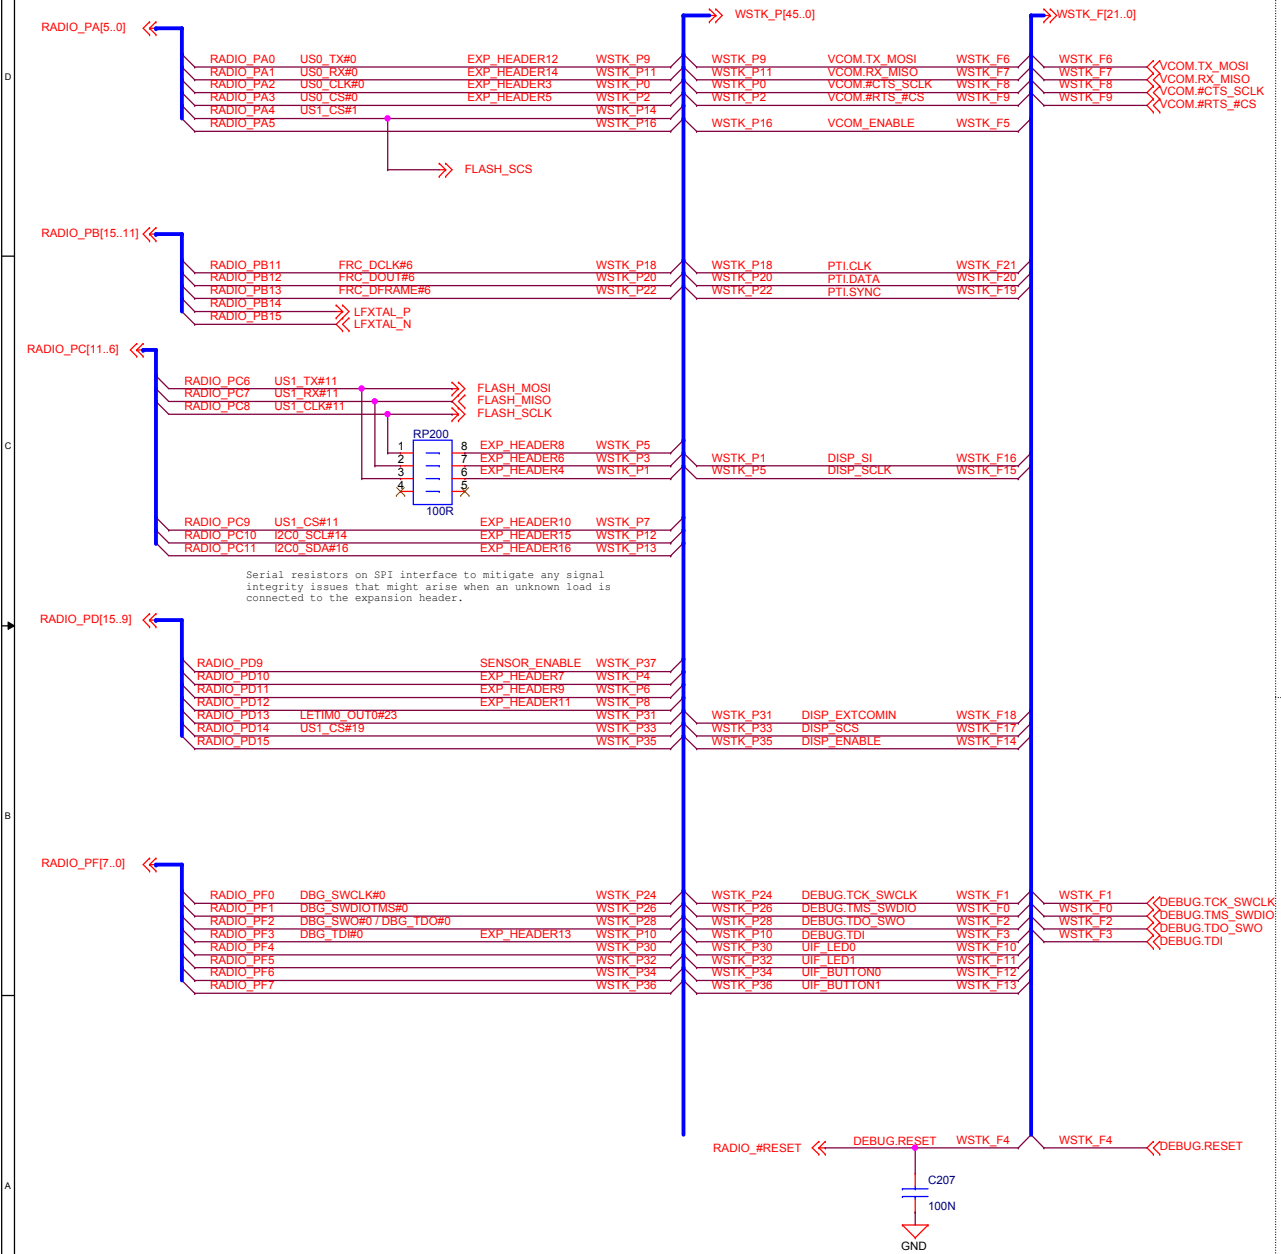 WSTK_P[45..0] WSTK_F[21..0]
RADIO_PA[5..0]
D
RADIO_PA0 US0_TX#0 EXP_HEADER12 WSTK_P9 WSTK_P9 VCOM.TX_MOSI WSTK_F6 WSTK_F6 VCOM.TX_MOSI
RADIO_PA1 US0_RX#0 EXP_HEADER14 WSTK_P11 WSTK_P11 VCOM.RX_MISO WSTK_F7 WSTK_F7 VCOM.RX_MISO
RADIO_PA2 US0_CLK#0 EXP_HEADER3 WSTK_P0 WSTK_P0 VCOM.#CTS_SCLK WSTK_F8 WSTK_F8 VCOM.#CTS_SCLK
RADIO_PA3 US0_CS#0 EXP_HEADER5 WSTK_P2 WSTK_P2 VCOM.#RTS_#CS WSTK_F9 WSTK_F9 VCOM.#RTS_#CS
RADIO_PA4 US1_CS#1 WSTK_P14
RADIO_PA5 WSTK_P16 WSTK_P16 VCOM_ENABLE WSTK_F5
FLASH_SCS
RADIO_PB[15..11]
RADIO_PB11 FRC_DCLK#6 WSTK_P18 WSTK_P18 PTI.CLK WSTK_F21
RADIO_PB12 FRC_DOUT#6 WSTK_P20 WSTK_P20 PTI.DATA WSTK_F20
RADIO_PB13 FRC_DFRAME#6 WSTK_P22 WSTK_P22 PTI.SYNC WSTK_F19
RADIO_PB14 LFXTAL_P
RADIO_PB15 LFXTAL_N
RADIO_PC[11..6]
RADIO_PC6 US1_TX#11 FLASH_MOSI
RADIO_PC7 US1_RX#11 FLASH_MISO
RADIO_PC8 US1_CLK#11 FLASH_SCLK
RP200
C
1 8 EXP_HEADER8 WSTK_P5
2 7 EXP_HEADER6 WSTK_P3 WSTK_P1 DISP_SI WSTK_F16
3 6 EXP_HEADER4 WSTK_P1 WSTK_P5 DISP_SCLK WSTK_F15
4 5
100R
RADIO_PC9 US1_CS#11 EXP_HEADER10 WSTK_P7
RADIO_PC10 I2C0_SCL#14 EXP_HEADER15 WSTK_P12
RADIO_PC11 I2C0_SDA#16 EXP_HEADER16 WSTK_P13
Serial resistors on SPI interface to mitigate any signal
integrity issues that might arise when an unknown load is
connected to the expansion header.
RADIO_PD[15..9]
RADIO_PD9 SENSOR_ENABLE WSTK_P37
RADIO_PD10 EXP_HEADER7 WSTK_P4
RADIO_PD11 EXP_HEADER9 WSTK_P6
RADIO_PD12 EXP_HEADER11 WSTK_P8
RADIO_PD13 LETIM0_OUT0#23 WSTK_P31 WSTK_P31 DISP_EXTCOMIN WSTK_F18
RADIO_PD14 US1_CS#19 WSTK_P33 WSTK_P33 DISP_SCS WSTK_F17
RADIO_PD15 WSTK_P35 WSTK_P35 DISP_ENABLE WSTK_F14
B
RADIO_PF[7..0]
RADIO_PF0 DBG_SWCLK#0 WSTK_P24 WSTK_P24 DEBUG.TCK_SWCLK WSTK_F1 WSTK_F1 DEBUG.TCK_SWCLK
RADIO_PF1 DBG_SWDIOTMS#0 WSTK_P26 WSTK_P26 DEBUG.TMS_SWDIO WSTK_F0 WSTK_F0 DEBUG.TMS_SWDIO
RADIO_PF2 DBG_SWO#0 / DBG_TDO#0 WSTK_P28 WSTK_P28 DEBUG.TDO_SWO WSTK_F2 WSTK_F2 DEBUG.TDO_SWO
RADIO_PF3 DBG_TDI#0 EXP_HEADER13 WSTK_P10 WSTK_P10 DEBUG.TDI WSTK_F3 WSTK_F3 DEBUG.TDI
RADIO_PF4 WSTK_P30 WSTK_P30 UIF_LED0 WSTK_F10
RADIO_PF5 WSTK_P32 WSTK_P32 UIF_LED1 WSTK_F11
RADIO_PF6 WSTK_P34 WSTK_P34 UIF_BUTTON0 WSTK_F12
RADIO_PF7 WSTK_P36 WSTK_P36 UIF_BUTTON1 WSTK_F13
RADIO_#RESET DEBUG.RESET WSTK_F4 WSTK_F4 DEBUG.RESET
A
C207
100N
GND